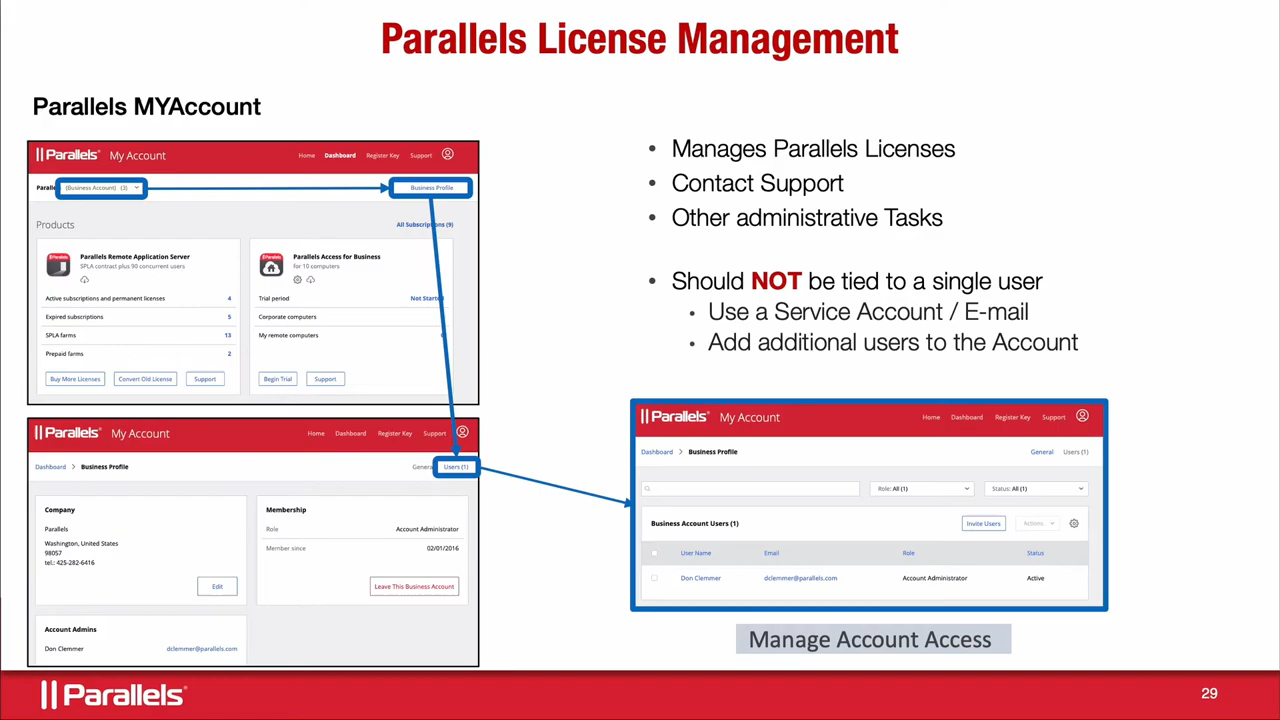 Parallels License Management
Parallels MYAccount
Parallels® My Account
Home Dashboard Register Key Support
[Business Account] (3)
Business Profile
Products
All Subscriptions (9)
Parallels Remote Application Server
SPLA contract plus 90 concurrent users
Active subscriptions and permanent licenses 4
Expired subscriptions 5
SPLA farms 13
Prepaid farms 2
Buy More Licenses Convert Old License Support
Parallels Access for Business
for 10 computers
Trial period
Corporate computers
My remote computers
Begin Trial Support
Parallels® My Account
Home Dashboard Register Key Support
Dashboard > Business Profile
Users (1)
Company
Parallels
Washington, United States
98057
tel.: 425-282-6416
Edit
Membership
Role Account Administrator
Member since 02/01/2016
Leave This Business Account
Account Admins
Don Clemmer dclemmer@parallels.com
• Manages Parallels Licenses
• Contact Support
• Other administrative Tasks
• Should NOT be tied to a single user
• Use a Service Account / E-mail
• Add additional users to the Account
Parallels® My Account
Home Dashboard Register Key Support
Dashboard > Business Profile
General Users (1)
Role: All (1) Status: All (1)
Business Account Users (1)
Invite Users Actions
User Name Email Role Status
Don Clemmer dclemmer@parallels.com Account Administrator Active
Manage Account Access
Parallels®
29